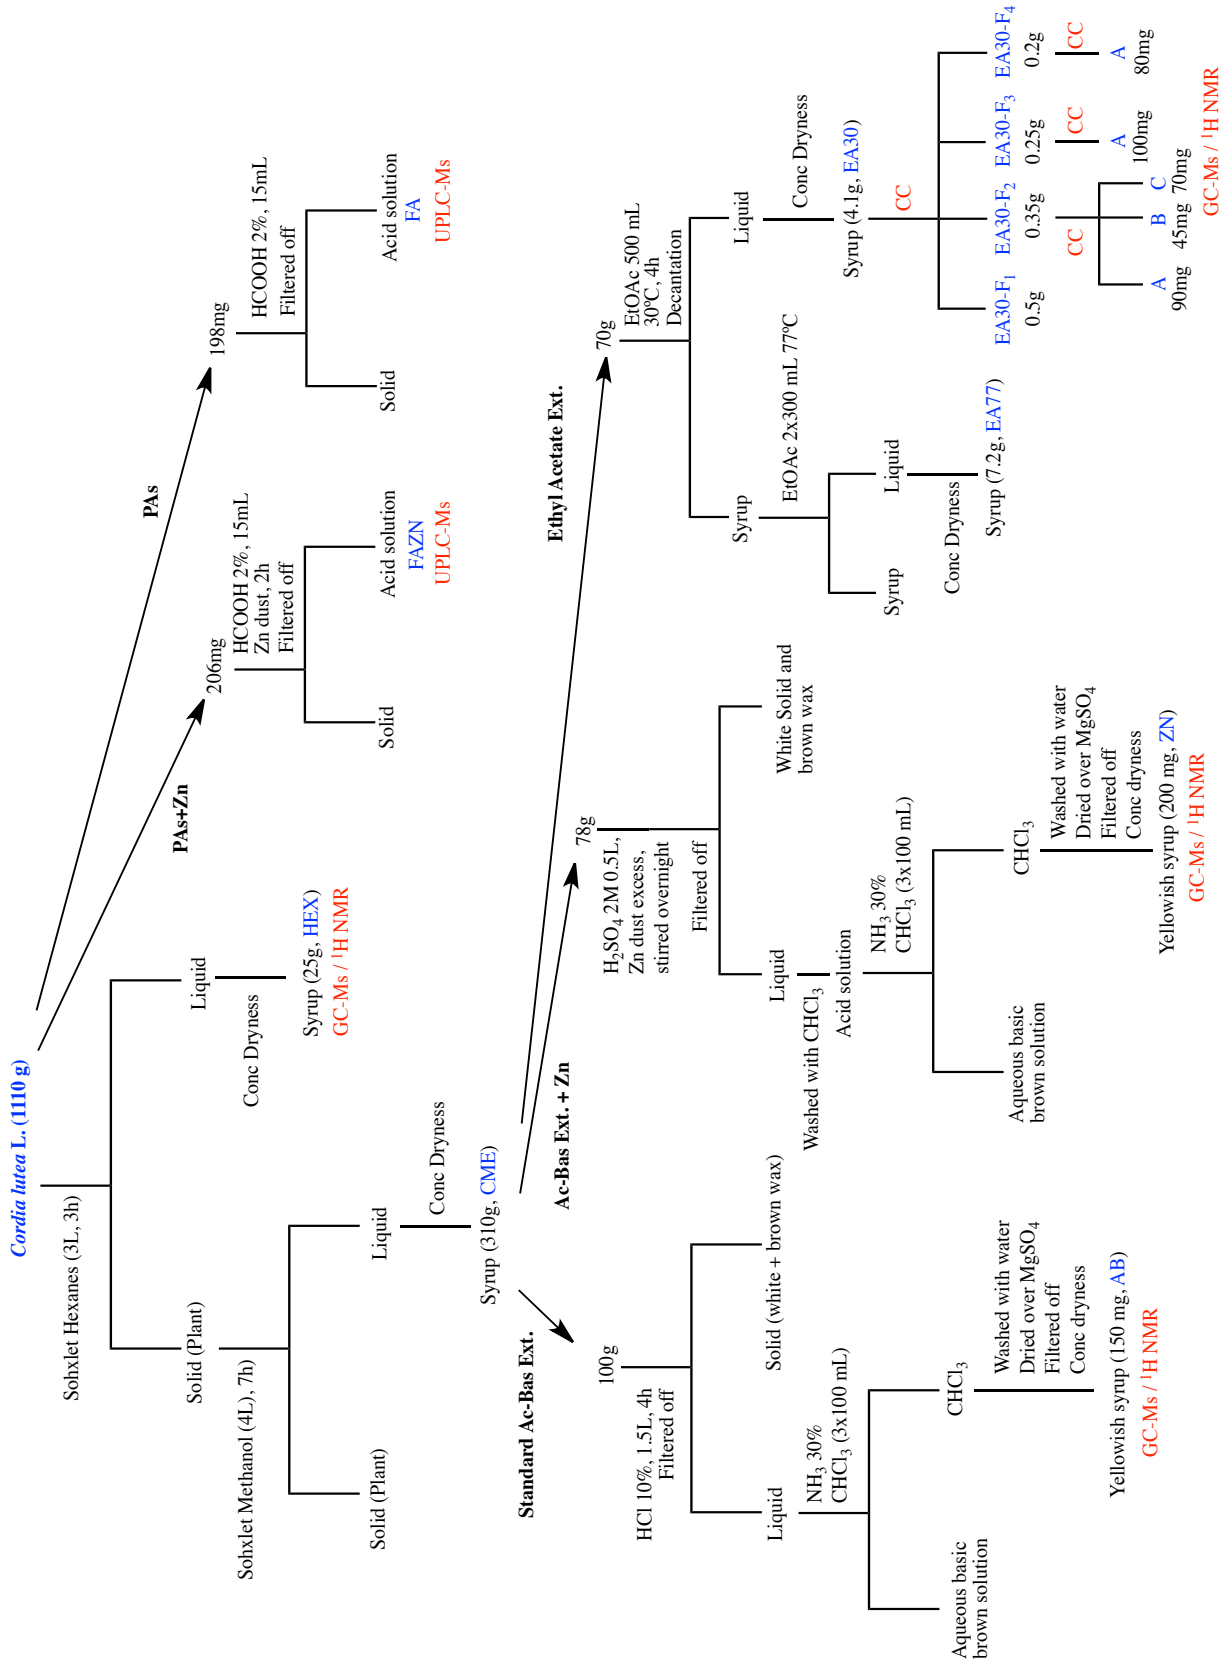 Cordia lutea L. (1110 g)
Sohxlet Hexanes (3L, 3h)
Solid (Plant)
Liquid
Conc Dryness
Syrup (25g, HEX)
GC-Ms / ¹H NMR
Sohxlet Methanol (4L), 7h)
Solid (Plant)
Liquid
Conc Dryness
Syrup (310g, CME)
PAs+Zn
206mg
HCOOH 2%, 15mL
Zn dust, 2h
Filtered off
Solid
Acid solution
FAZN
UPLC-Ms
PAs
198mg
HCOOH 2%, 15mL
Filtered off
Solid
Acid solution
FA
UPLC-Ms
Standard Ac-Bas Ext.
100g
HCl 10%, 1.5L, 4h
Filtered off
Liquid
Solid (white + brown wax)
NH₃ 30%
CHCl₃ (3x100 mL)
Aqueous basic
brown solution
CHCl₃
Washed with water
Dried over MgSO₄
Filtered off
Conc dryness
Yellowish syrup (150 mg, AB)
GC-Ms / ¹H NMR
Ac-Bas Ext. + Zn
78g
H₂SO₄ 2M 0.5L,
Zn dust excess,
stirred overnight
Filtered off
Liquid
White Solid and
brown wax
Washed with CHCl₃
Acid solution
NH₃ 30%
CHCl₃ (3x100 mL)
Aqueous basic
brown solution
CHCl₃
Washed with water
Dried over MgSO₄
Filtered off
Conc dryness
Yellowish syrup (200 mg, ZN)
GC-Ms / ¹H NMR
Ethyl Acetate Ext.
70g
EtOAc 500 mL
30ºC, 4h
Decantation
Syrup
Liquid
EtOAc 2x300 mL 77ºC
Syrup
Liquid
Conc Dryness
Syrup (7.2g, EA77)
Conc Dryness
Syrup (4.1g, EA30)
CC
EA30-F₁ EA30-F₂ EA30-F₃ EA30-F₄
0.5g 0.35g 0.25g 0.2g
CC CC CC
A B C A A
90mg 45mg 70mg 100mg 80mg
GC-Ms / ¹H NMR